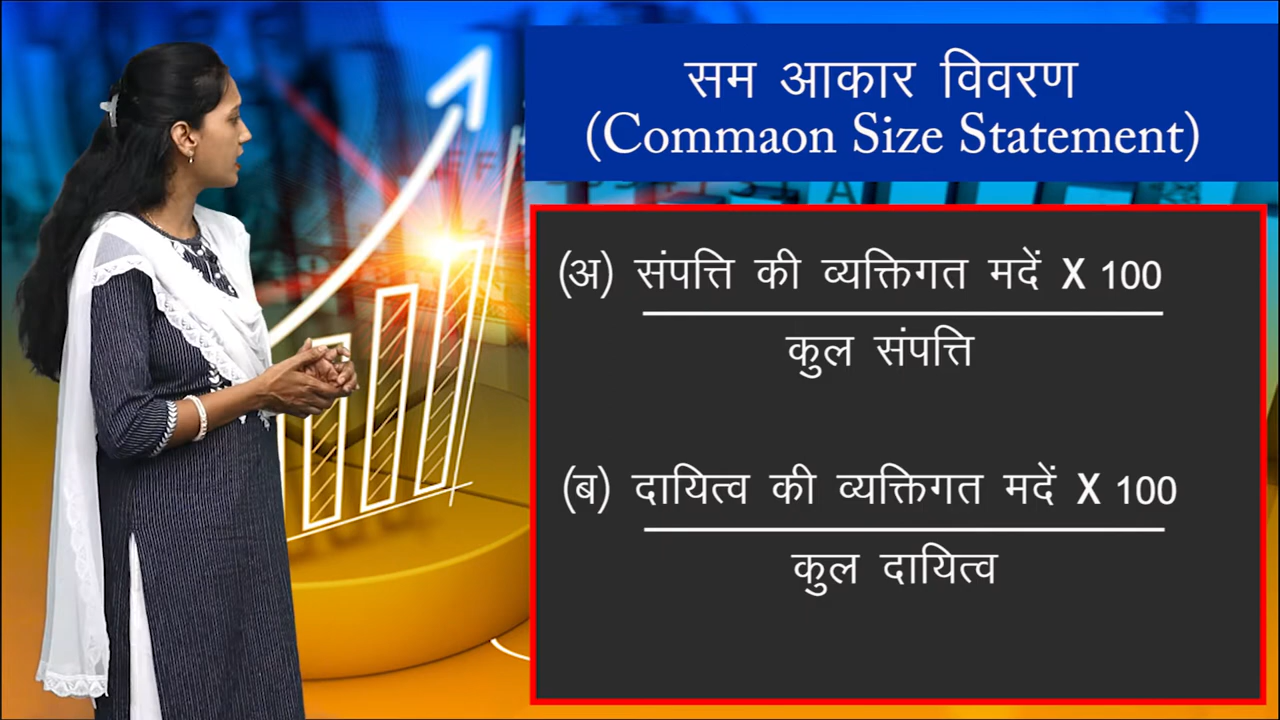 सम आकार विवरण
(Commaon Size Statement)
(अ) संपत्ति की व्यक्तिगत मदें X 100
कुल संपत्ति
(ब) दायित्व की व्यक्तिगत मदें X 100
कुल दायित्व